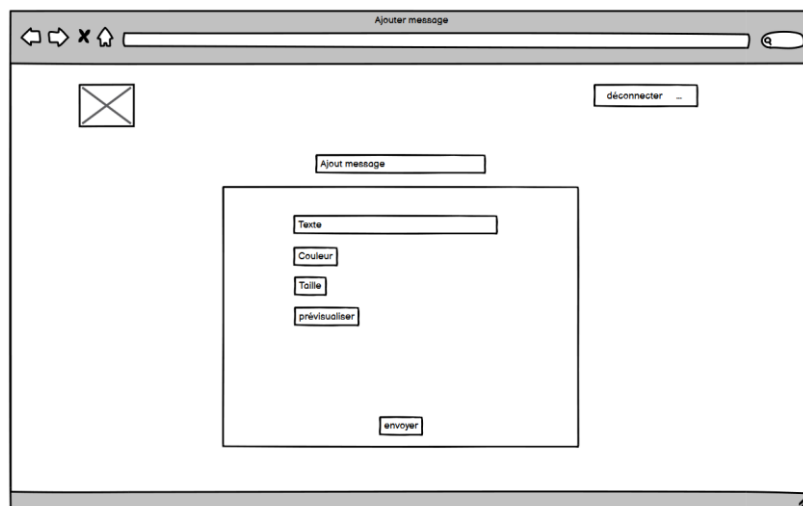 Ajouter message
déconnecter ...
Ajout message
Texte
Couleur
Taille
prévisualiser
envoyer